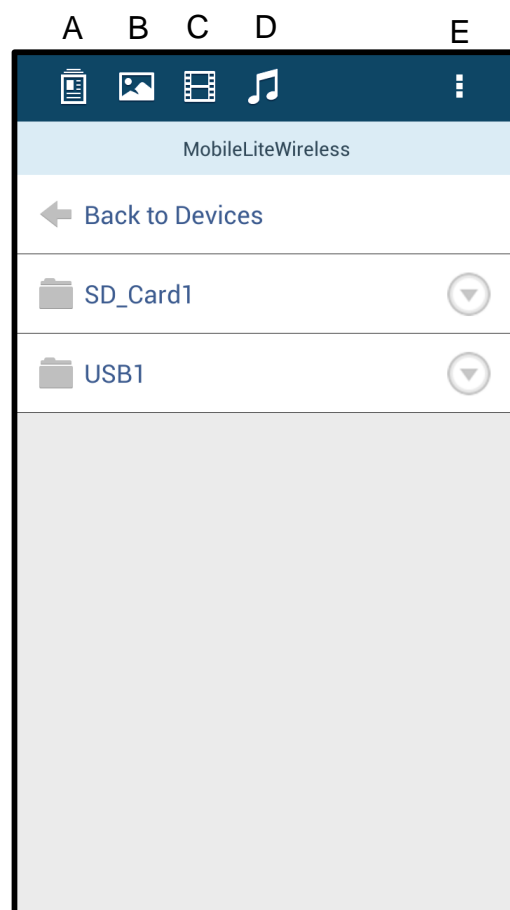 A B C D E
MobileLiteWireless
Back to Devices
SD_Card1
USB1